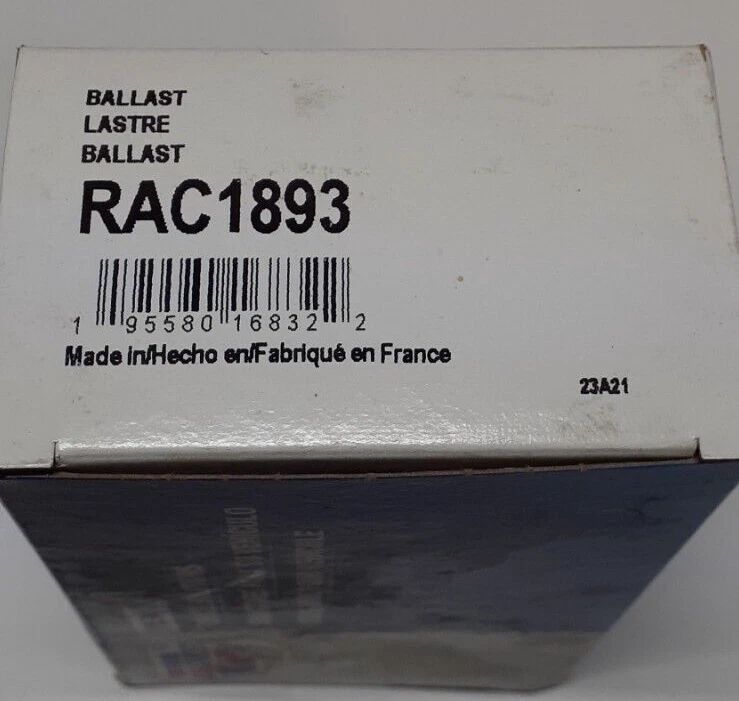 BALLAST
LASTRE
BALLAST
RAC1893
1 95580 16832 2
Made in/Hecho en/Fabriqué en France
23A21